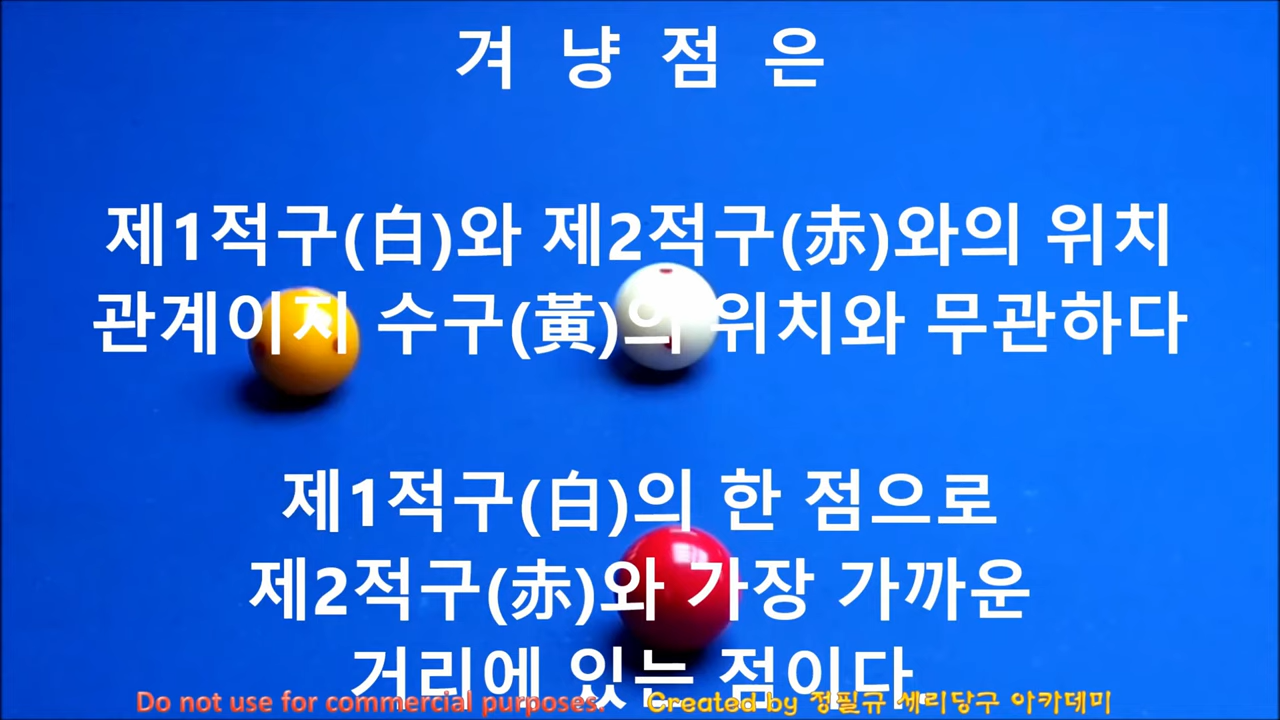 겨 냥 점 은
제1적구(白)와 제2적구(赤)와의 위치
관계이지 수구(黃)의 위치와 무관하다
제1적구(白)의 한 점으로
제2적구(赤)와 가장 가까운
거리에 잇는 점이다.
Do not use for commercial purposes. Created by 정필규 세리당구 아카데미